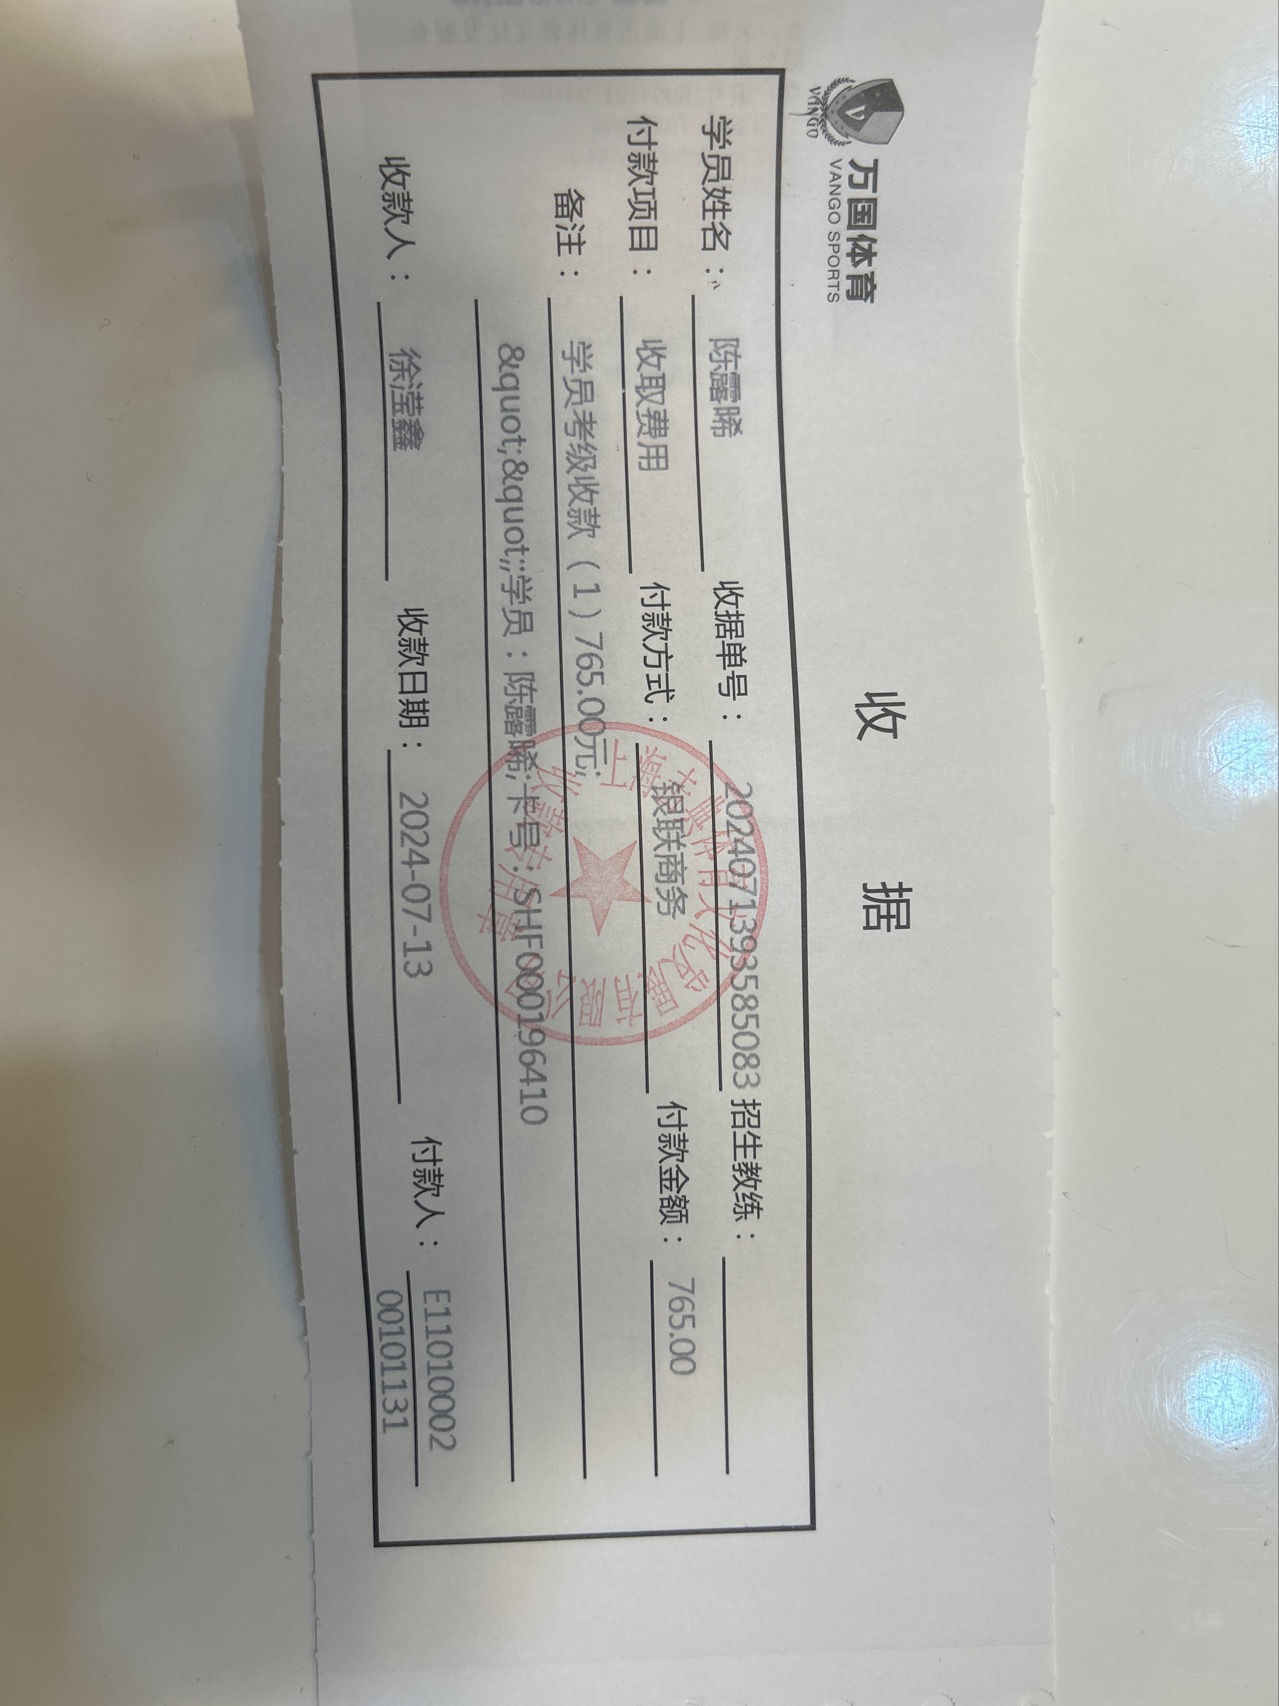 VANGO
万国体育
VANGO SPORTS
收 据
学员姓名： 陈露晞 收据单号： 20240713935850​83 招生教练：
付款项目： 收取费用 付款方式： 银联商务 付款金额： 765.00
备注： 学员考级收款（1）765.00元;
&quot;&quot;;学员：陈露晞;卡号：SHF000196410
收款人： 徐滢鑫 收款日期： 2024-07-13 付款人： E11010002
00101131